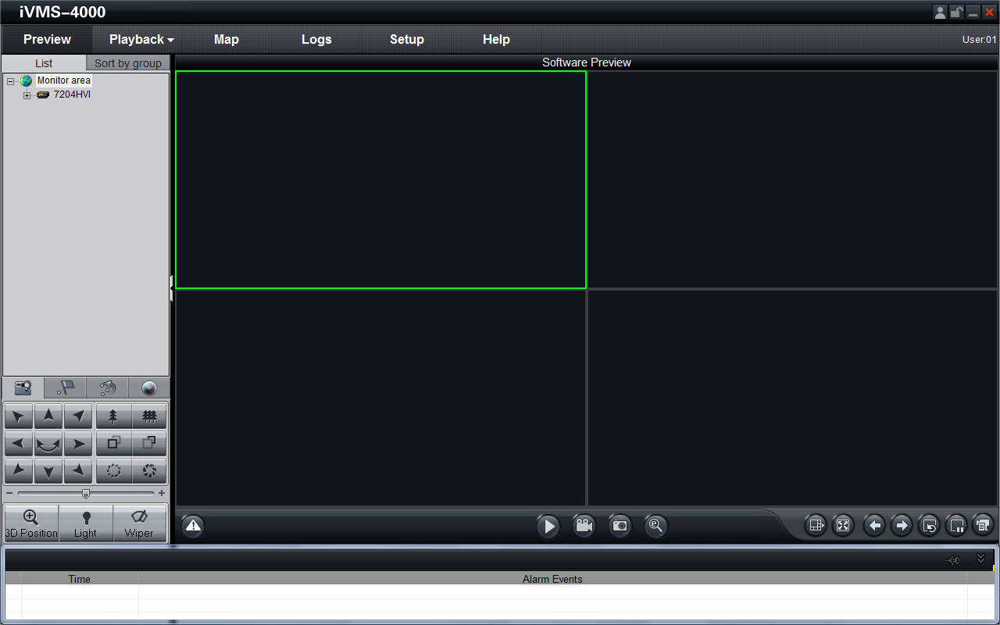 iVMS-4000
Preview Playback Map Logs Setup Help User:01
List Sort by group Software Preview
Monitor area
7204HVI
3D Position Light Wiper
Time Alarm Events